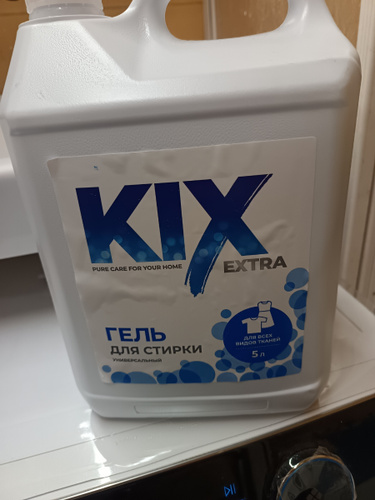 KIX
PURE CARE FOR YOUR HOME
EXTRA
ГЕЛЬ
ДЛЯ СТИРКИ
УНИВЕРСАЛЬНЫЙ
ДЛЯ ВСЕХ
ВИДОВ ТКАНЕЙ
5 Л